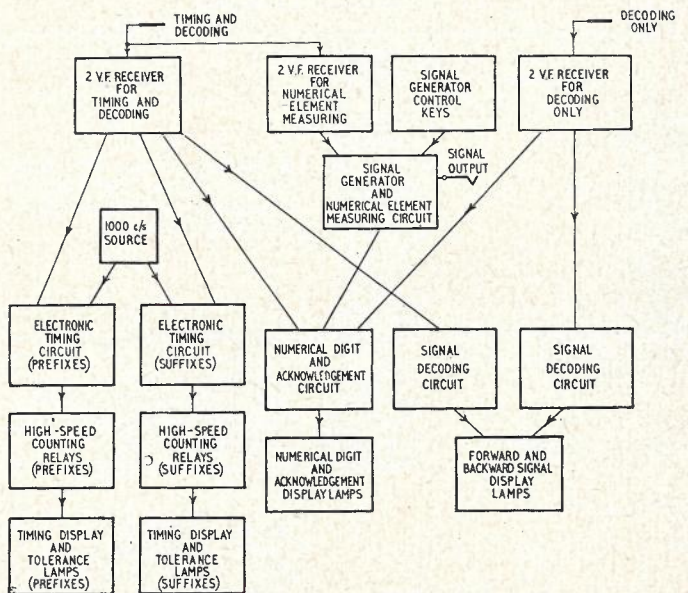 TIMING AND
DECODING
DECODING
ONLY
2 V.F. RECEIVER
FOR
TIMING AND
DECODING
2 V.F. RECEIVER
FOR
NUMERICAL
ELEMENT
MEASURING
SIGNAL
GENERATOR
CONTROL
KEYS
2 V.F. RECEIVER
FOR
DECODING
ONLY
SIGNAL
OUTPUT
SIGNAL
GENERATOR
AND
NUMERICAL ELEMENT
MEASURING CIRCUIT
1000 c/s
SOURCE
ELECTRONIC
TIMING
CIRCUIT
(PREFIXES)
ELECTRONIC
TIMING
CIRCUIT
(SUFFIXES)
NUMERICAL DIGIT
AND
ACKNOWLEDGEMENT
CIRCUIT
SIGNAL
DECODING
CIRCUIT
SIGNAL
DECODING
CIRCUIT
HIGH-SPEED
COUNTING
RELAYS
(PREFIXES)
HIGH-SPEED
COUNTING
RELAYS
(SUFFIXES)
NUMERICAL DIGIT
AND
ACKNOWLEDGEMENT
DISPLAY LAMPS
FORWARD AND
BACKWARD SIGNAL
DISPLAY
LAMPS
TIMING DISPLAY
AND
TOLERANCE
LAMPS
(PREFIXES)
TIMING DISPLAY
AND
TOLERANCE
LAMPS
(SUFFIXES)